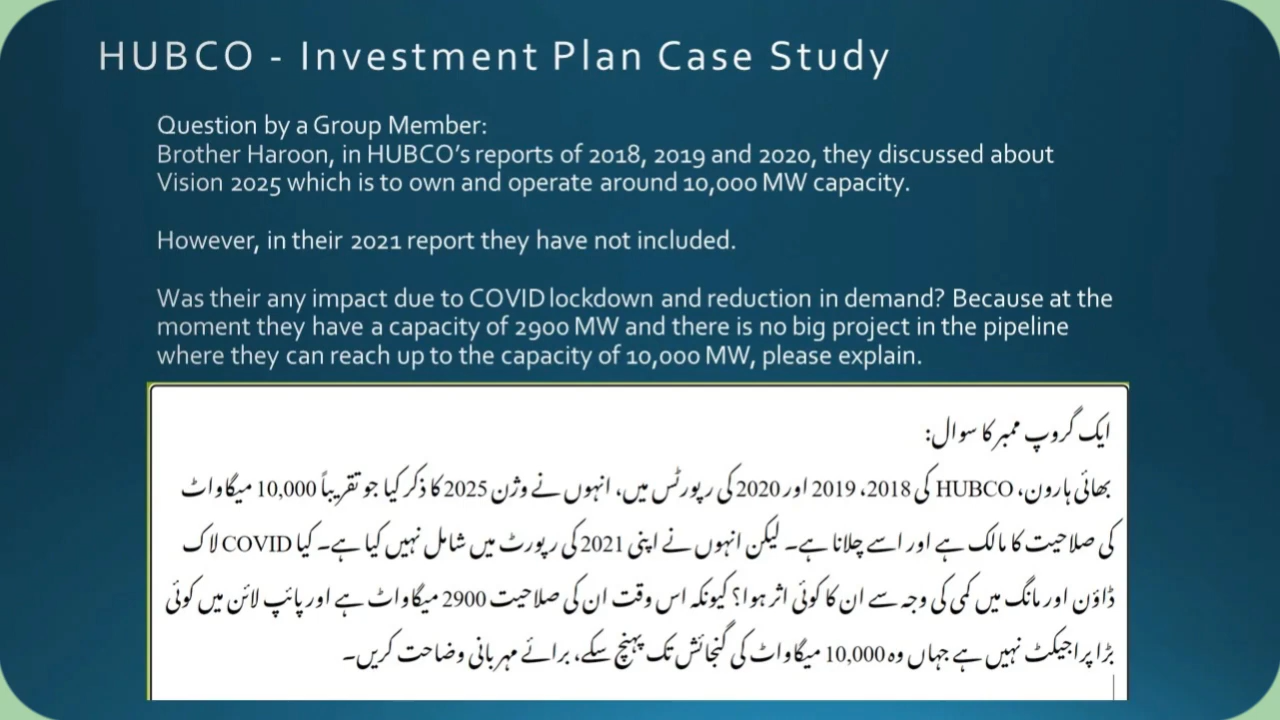 HUBCO - Investment Plan Case Study
Question by a Group Member:
Brother Haroon, in HUBCO's reports of 2018, 2019 and 2020, they discussed about
Vision 2025 which is to own and operate around 10,000 MW capacity.
However, in their 2021 report they have not included.
Was their any impact due to COVID lockdown and reduction in demand? Because at the
moment they have a capacity of 2900 MW and there is no big project in the pipeline
where they can reach up to the capacity of 10,000 MW, please explain.
ایک گروپ ممبر کا سوال:
بھائی ہارون، HUBCO کی 2018، 2019 اور 2020 کی رپورٹس میں، انہوں نے وژن 2025 کا ذکر کیا جو تقریباً 10,000 میگاواٹ
کی صلاحیت کا مالک ہے اور اسے چلانا ہے۔ لیکن انہوں نے اپنی 2021 کی رپورٹ میں شامل نہیں کیا ہے۔ کیا COVID لاک
ڈاؤن اور مانگ میں کمی کی وجہ سے ان کا کوئی اثر ہوا؟ کیونکہ اس وقت ان کی صلاحیت 2900 میگاواٹ ہے اور پائپ لائن میں کوئی
بڑا پراجیکٹ نہیں ہے جہاں وہ 10,000 میگاواٹ کی گنجائش تک پہنچ سکے، برائے مہربانی وضاحت کریں۔